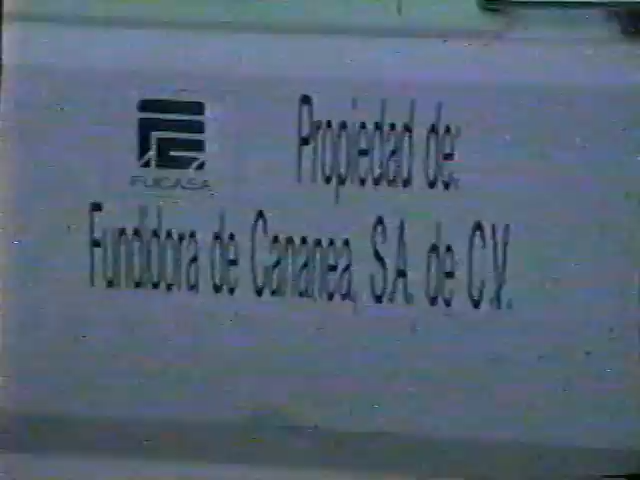 Propiedad de:
FUCASA
Fundidora de Cananea, S.A. de C.V.